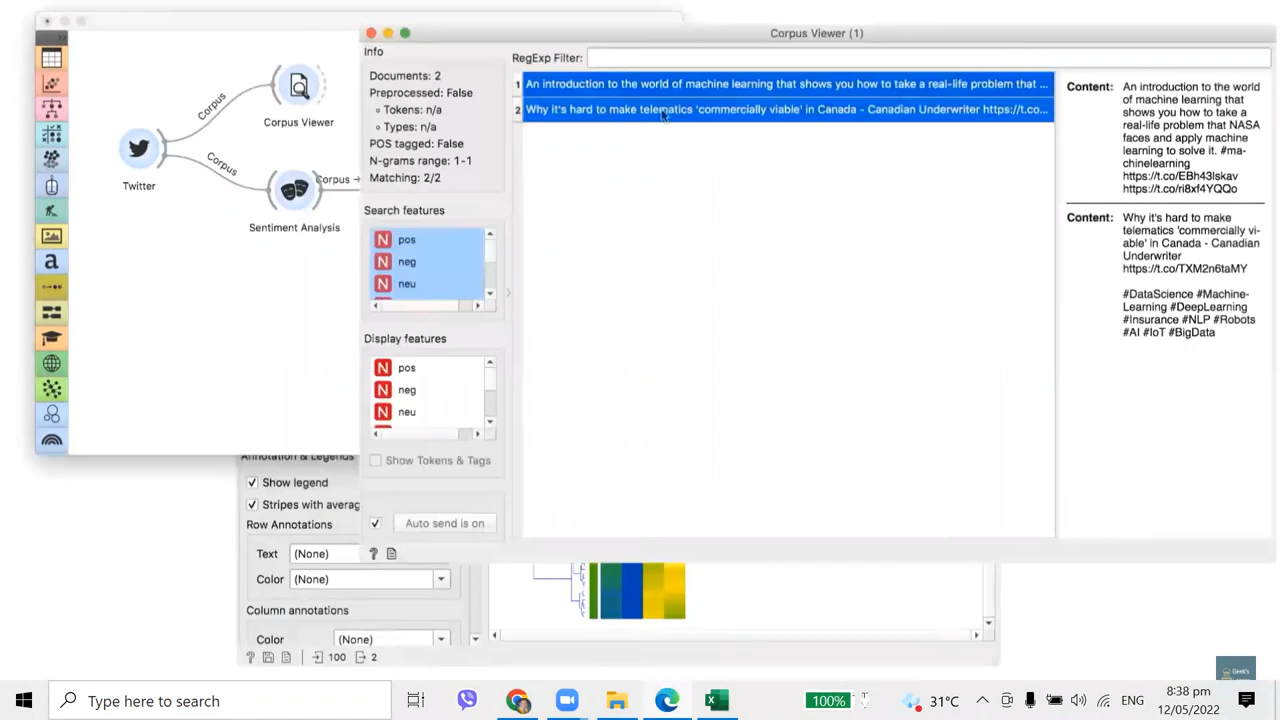 Corpus Viewer (1)
Info
RegExp Filter:
Documents: 2
Preprocessed: False
Tokens: n/a
Types: n/a
POS tagged: False
N-grams range: 1-1
Matching: 2/2
Search features
pos
neg
neu
Display features
pos
neg
neu
Show Tokens & Tags
Auto send is on
1 An introduction to the world of machine learning that shows you how to take a real-life problem that ...
2 Why it's hard to make telematics 'commercially viable' in Canada - Canadian Underwriter https://t.co...
Content: An introduction to the world
of machine learning that
shows you how to take a
real-life problem that NASA
faces and apply machine
learning to solve it. #ma-
chinelearning
https://t.co/EBh43lskav
https://t.co/ri8xf4YQQo
Content: Why it's hard to make
telematics 'commercially vi-
able' in Canada - Canadian
Underwriter
https://t.co/TXM2n6taMY
#DataScience #Machine-
Learning #DeepLearning
#Insurance #NLP #Robots
#AI #IoT #BigData
Corpus
Corpus Viewer
Twitter
Corpus
Corpus
Sentiment Analysis
a
Annotation & Legends
Show legend
Stripes with averag
Row Annotations
Text (None)
Color (None)
Column annotations
Color (None)
? 100 2
Type here to search
100%
31°C
ENG
8:38 pm
12/05/2022
Geek's